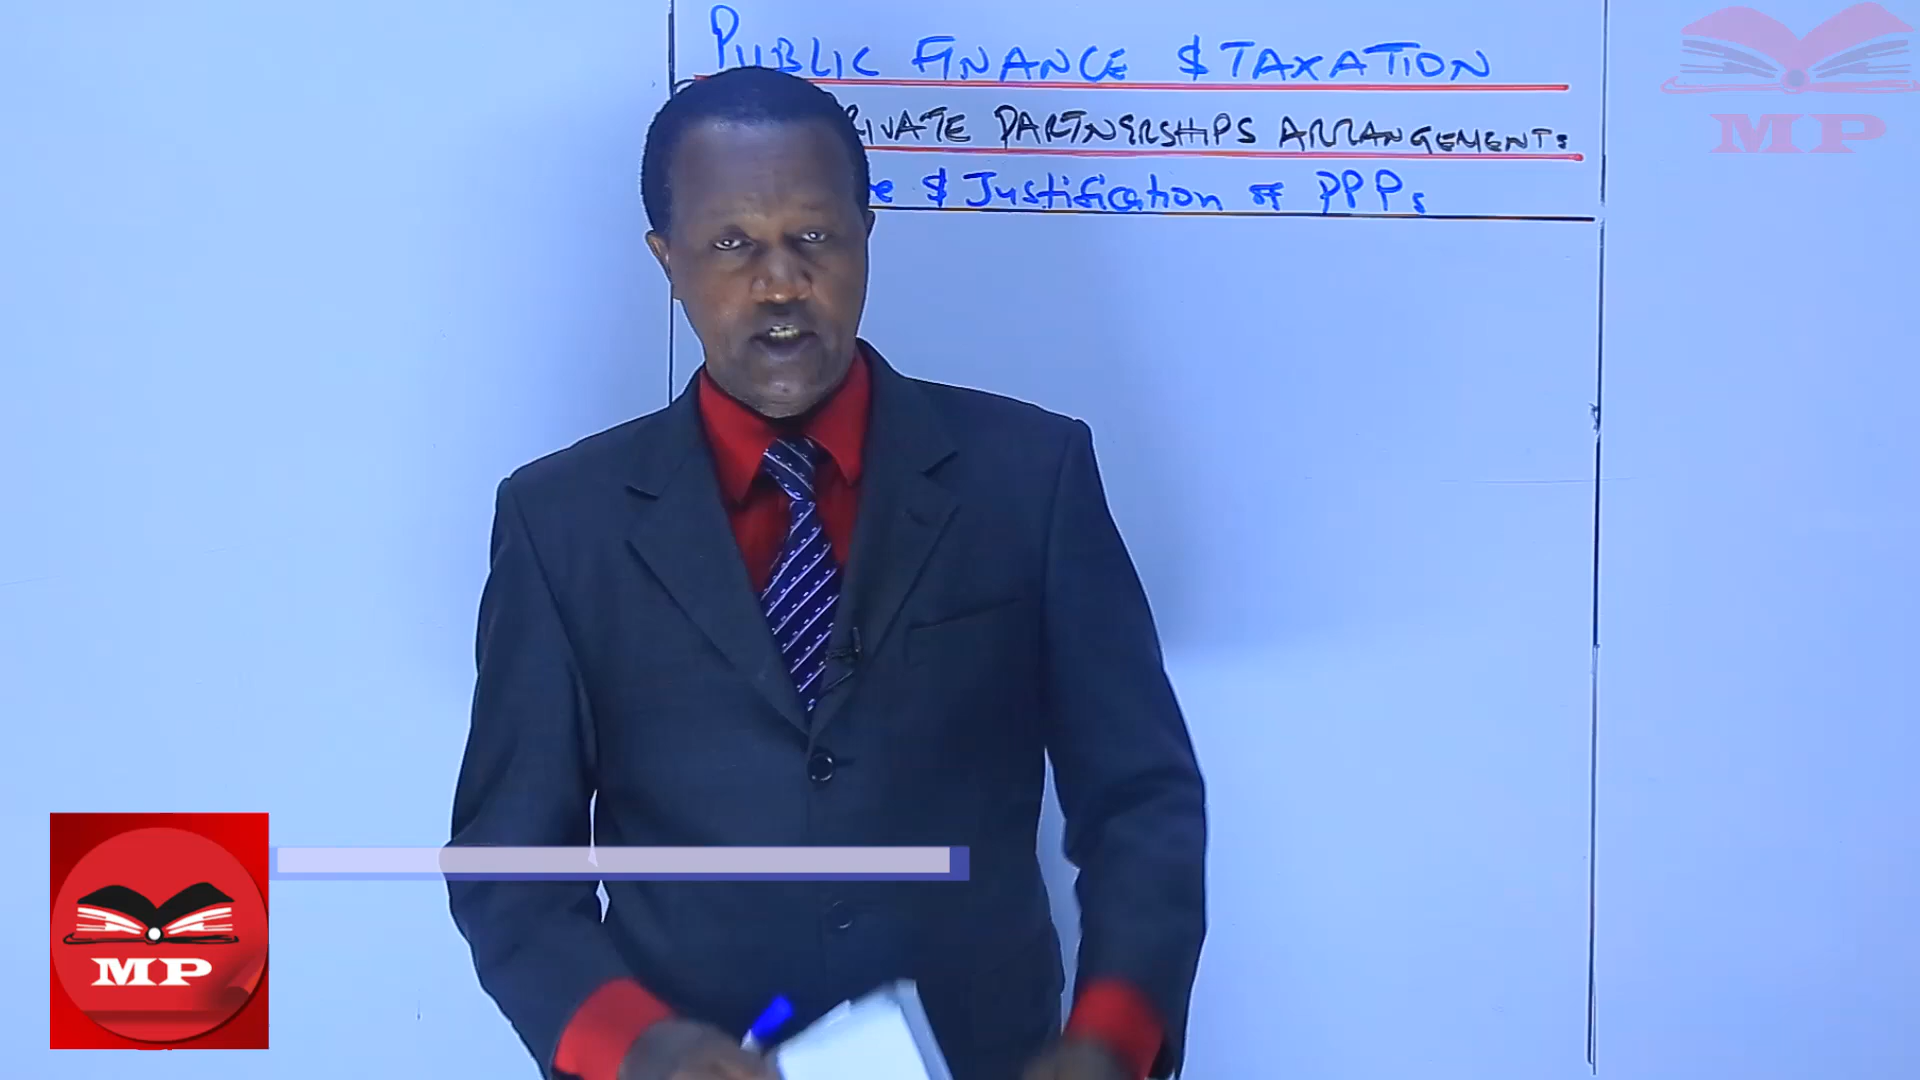 PUBLIC FINANCE & TAXATION
RIVATE PARTNERSHIPS ARRANGEMENTS
e & Justification of PPPs
MP
MP